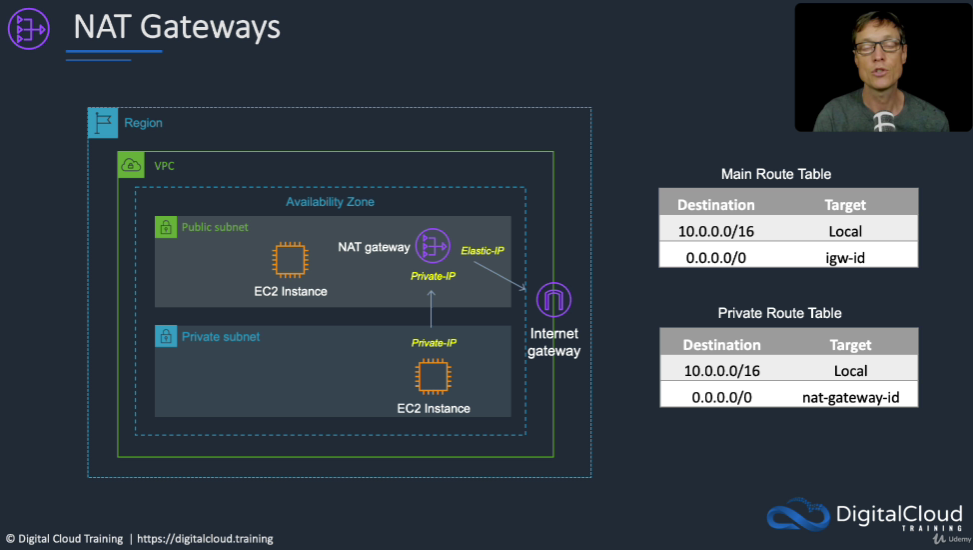 NAT Gateways
Region
VPC
Availability Zone
Public subnet
NAT gateway
Elastic-IP
Private-IP
EC2 Instance
Internet
gateway
Private subnet
Private-IP
EC2 Instance
Main Route Table
Destination Target
10.0.0.0/16 Local
0.0.0.0/0 igw-id
Private Route Table
Destination Target
10.0.0.0/16 Local
0.0.0.0/0 nat-gateway-id
DigitalCloud
TRAINING
© Digital Cloud Training | https://digitalcloud.training
Udemy